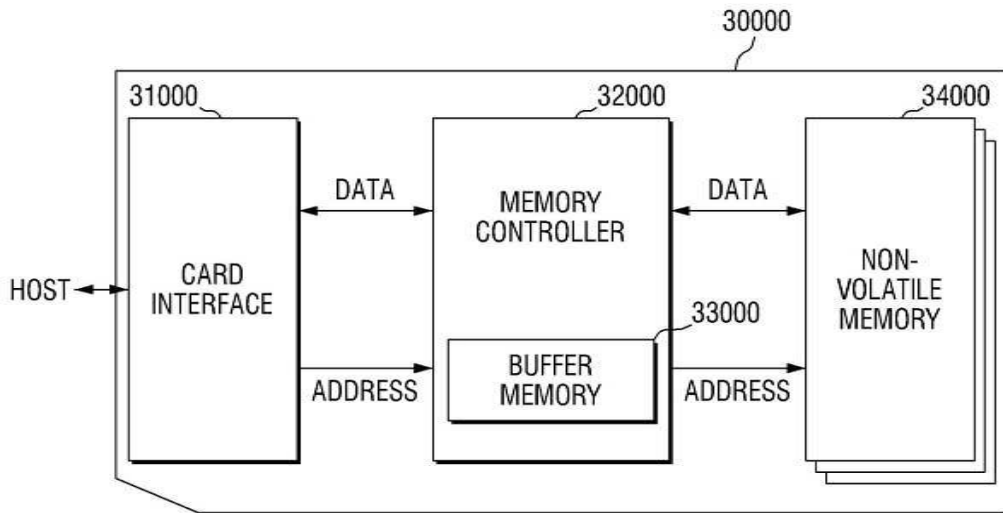 30000
31000
32000
34000
DATA
DATA
MEMORY
CONTROLLER
HOST
CARD
INTERFACE
NON-
VOLATILE
MEMORY
33000
BUFFER
MEMORY
ADDRESS
ADDRESS